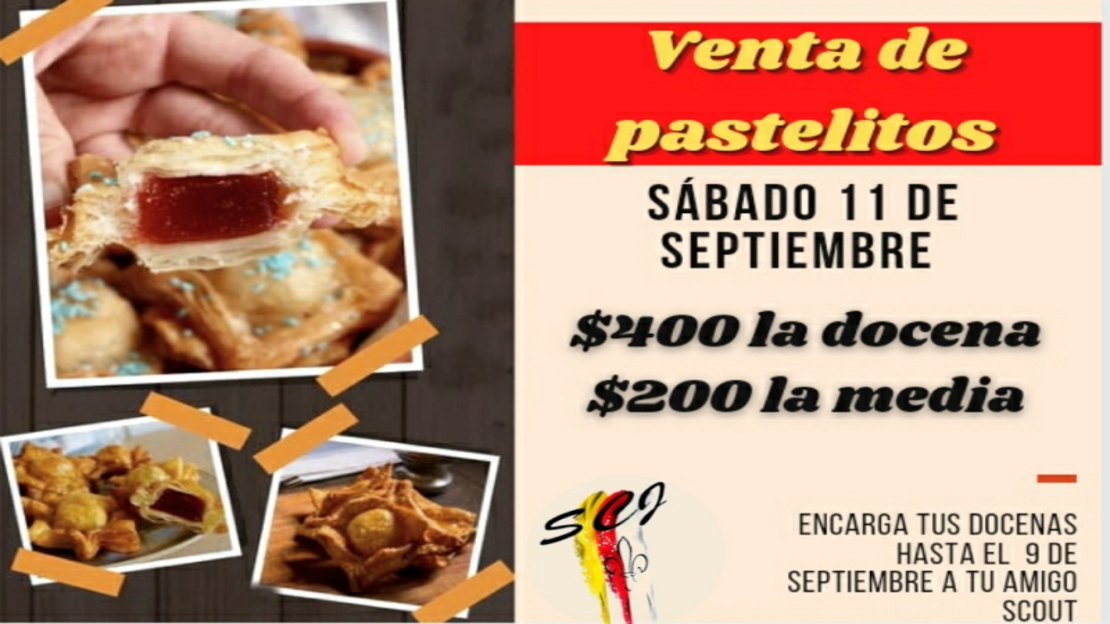 Venta de
pastelitos
SÁBADO 11 DE
SEPTIEMBRE
$400 la docena
$200 la media
SCJ
ENCARGA TUS DOCENAS
HASTA EL 9 DE
SEPTIEMBRE A TU AMIGO
SCOUT